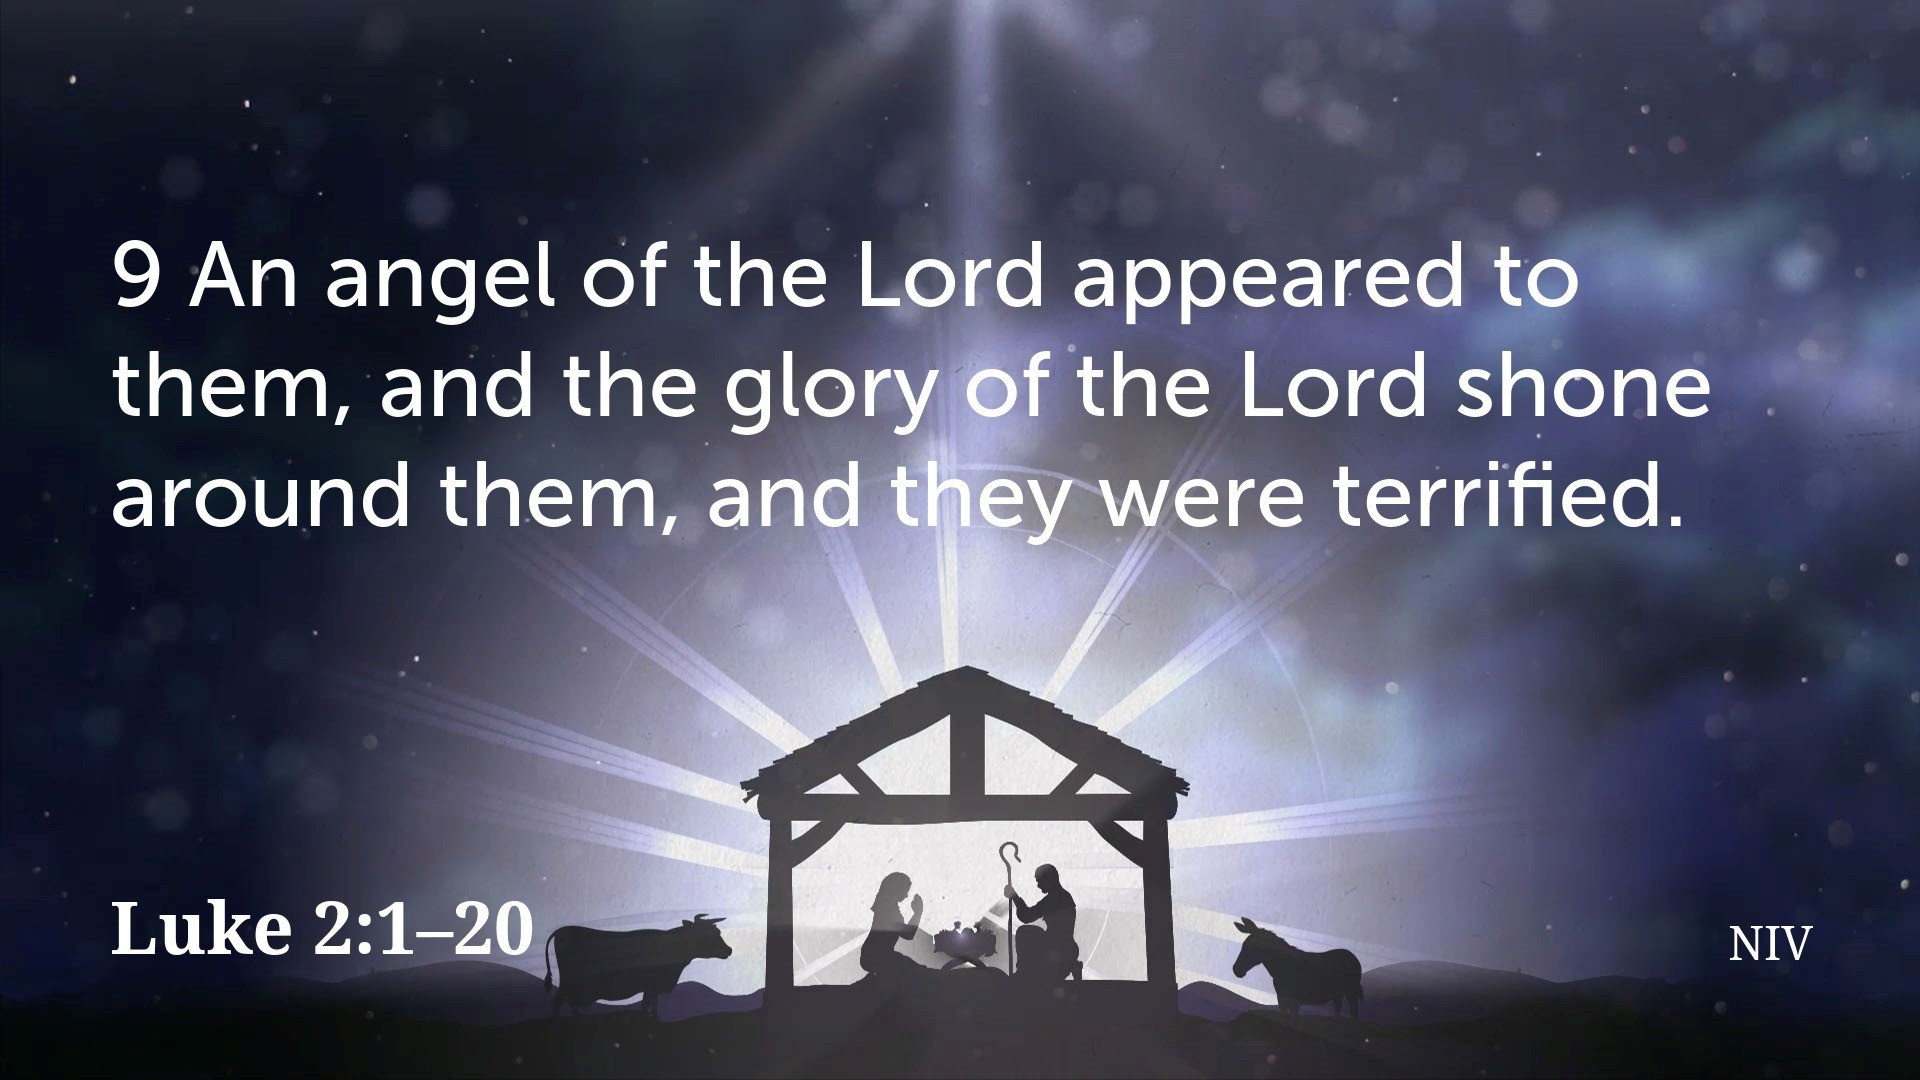 9 An angel of the Lord appeared to
them, and the glory of the Lord shone
around them, and they were terrified.
Luke 2:1–20
NIV